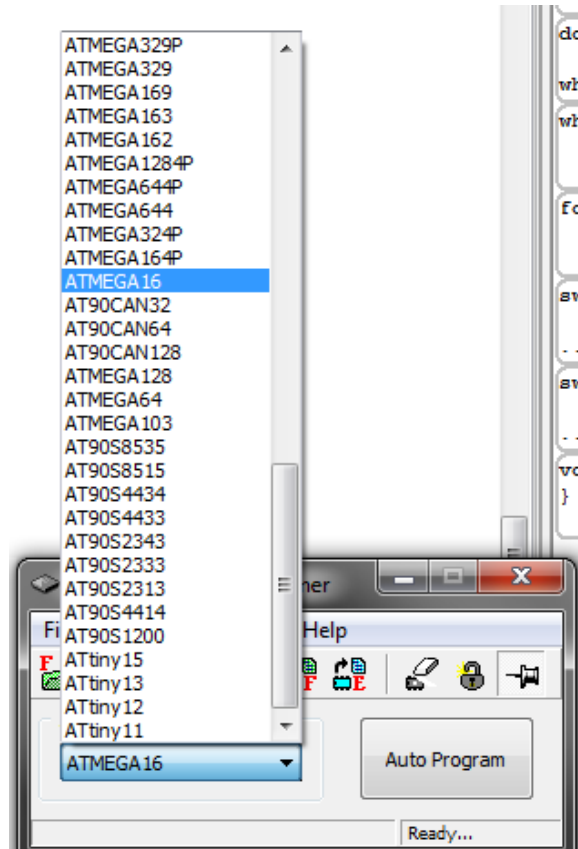 ATMEGA329P
ATMEGA329
ATMEGA169
ATMEGA163
ATMEGA162
ATMEGA1284P
ATMEGA644P
ATMEGA644
ATMEGA324P
ATMEGA164P
ATMEGA16
AT90CAN32
AT90CAN64
AT90CAN128
ATMEGA128
ATMEGA64
ATMEGA103
AT90S8535
AT90S8515
AT90S4434
AT90S4433
AT90S2343
AT90S2333
AT90S2313
AT90S4414
AT90S1200
ATtiny15
ATtiny13
ATtiny12
ATtiny11
Help
ATMEGA16
Auto Program
Ready...
}